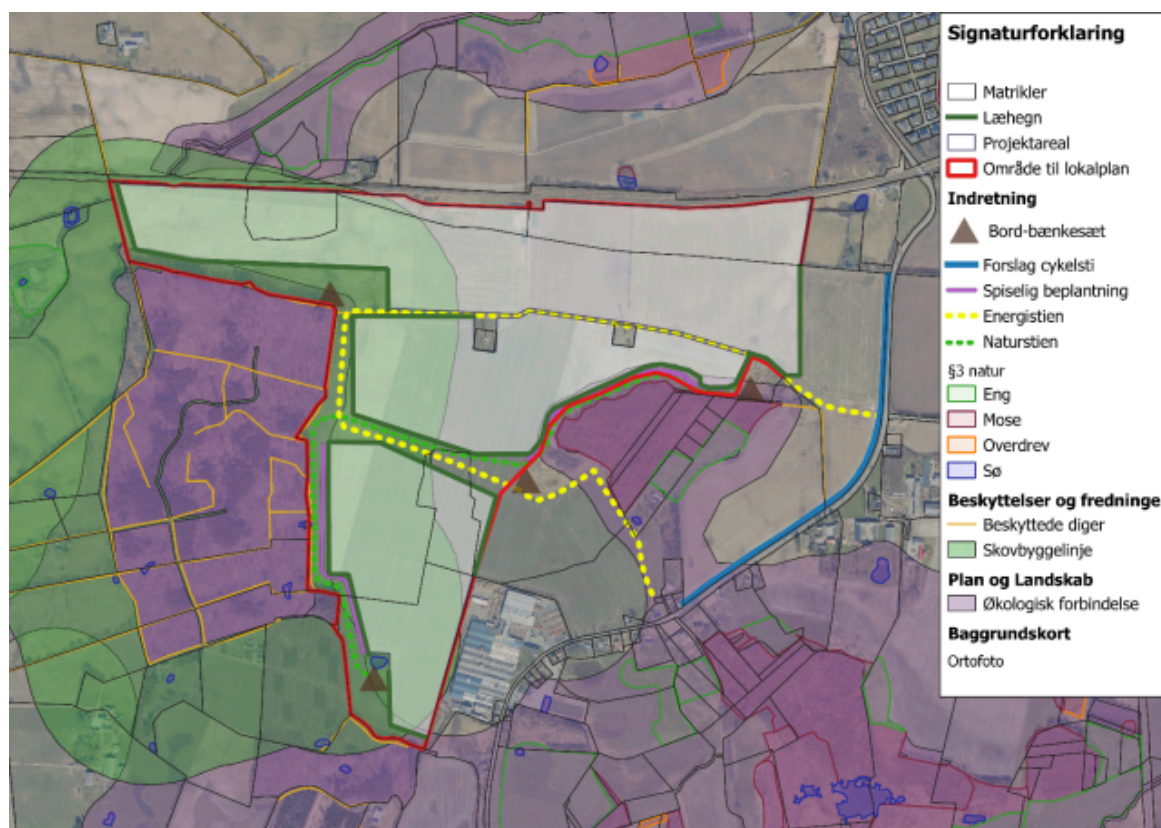 Signaturforklaring
Matrikler
Læhegn
Projektareal
Område til lokalplan
Indretning
Bord-bænkesæt
Forslag cykelsti
Spiselig beplantning
Energistien
Naturstien
§3 natur
Eng
Mose
Overdrev
Sø
Beskyttelser og fredninge
Beskyttede diger
Skovbyggelinje
Plan og Landskab
Økologisk forbindelse
Baggrundskort
Ortofoto